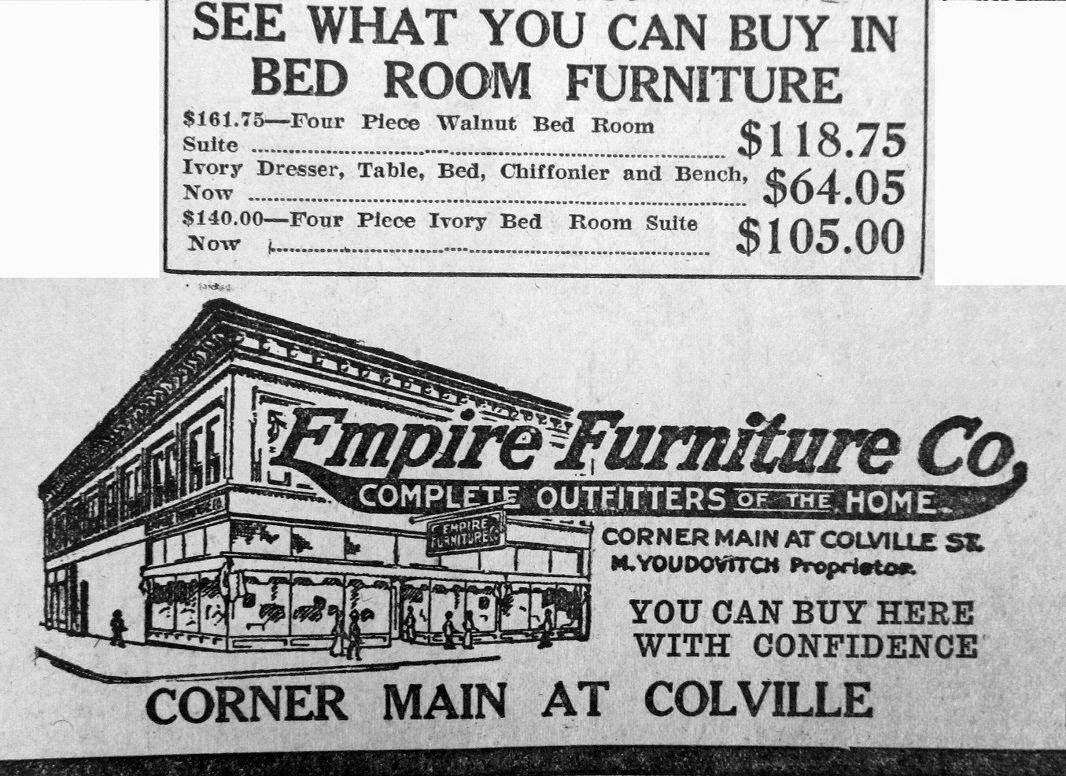 SEE WHAT YOU CAN BUY IN
BED ROOM FURNITURE
$161.75—Four Piece Walnut Bed Room
Suite ........ $118.75
Ivory Dresser, Table, Bed, Chiffonier and Bench,
Now ........ $64.05
$140.00—Four Piece Ivory Bed Room Suite
Now ........ $105.00
Empire Furniture Co.
COMPLETE OUTFITTERS OF THE HOME.
EMPIRE
FURNITURE CO
CORNER MAIN AT COLVILLE ST.
M. YOUDOVITCH Proprietor.
YOU CAN BUY HERE
WITH CONFIDENCE
CORNER MAIN AT COLVILLE